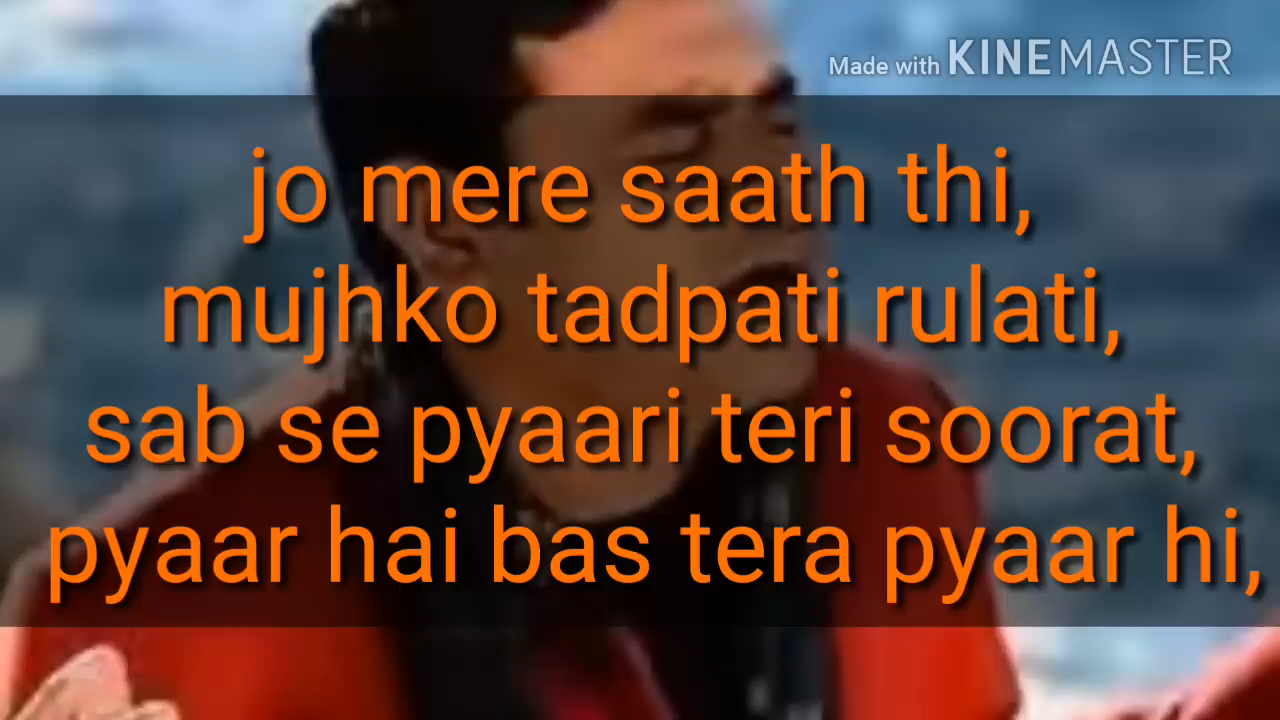 Made with KINEMASTER
jo mere saath thi,
mujhko tadpati rulati,
sab se pyaari teri soorat,
pyaar hai bas tera pyaar hi,